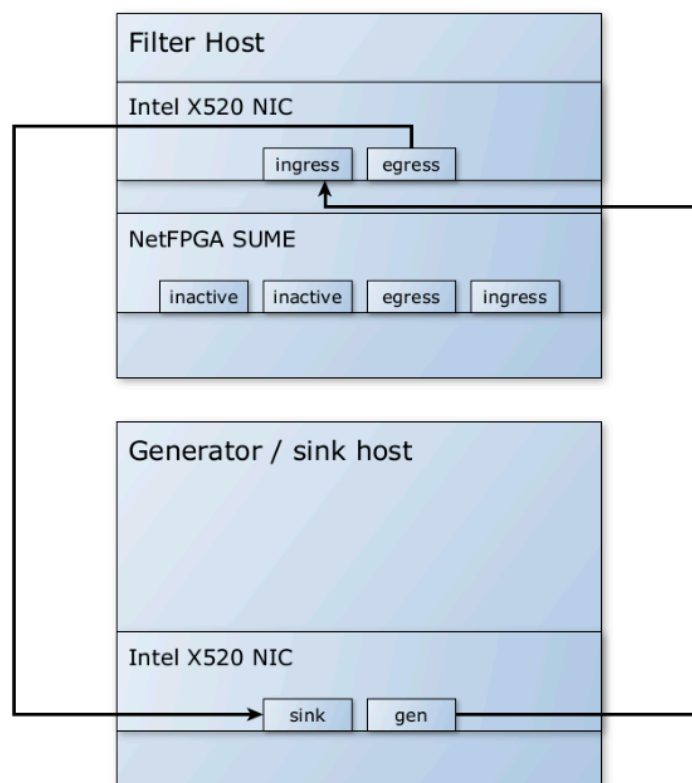 Filter Host
Intel X520 NIC
ingress egress
NetFPGA SUME
inactive inactive egress ingress
Generator / sink host
Intel X520 NIC
sink gen